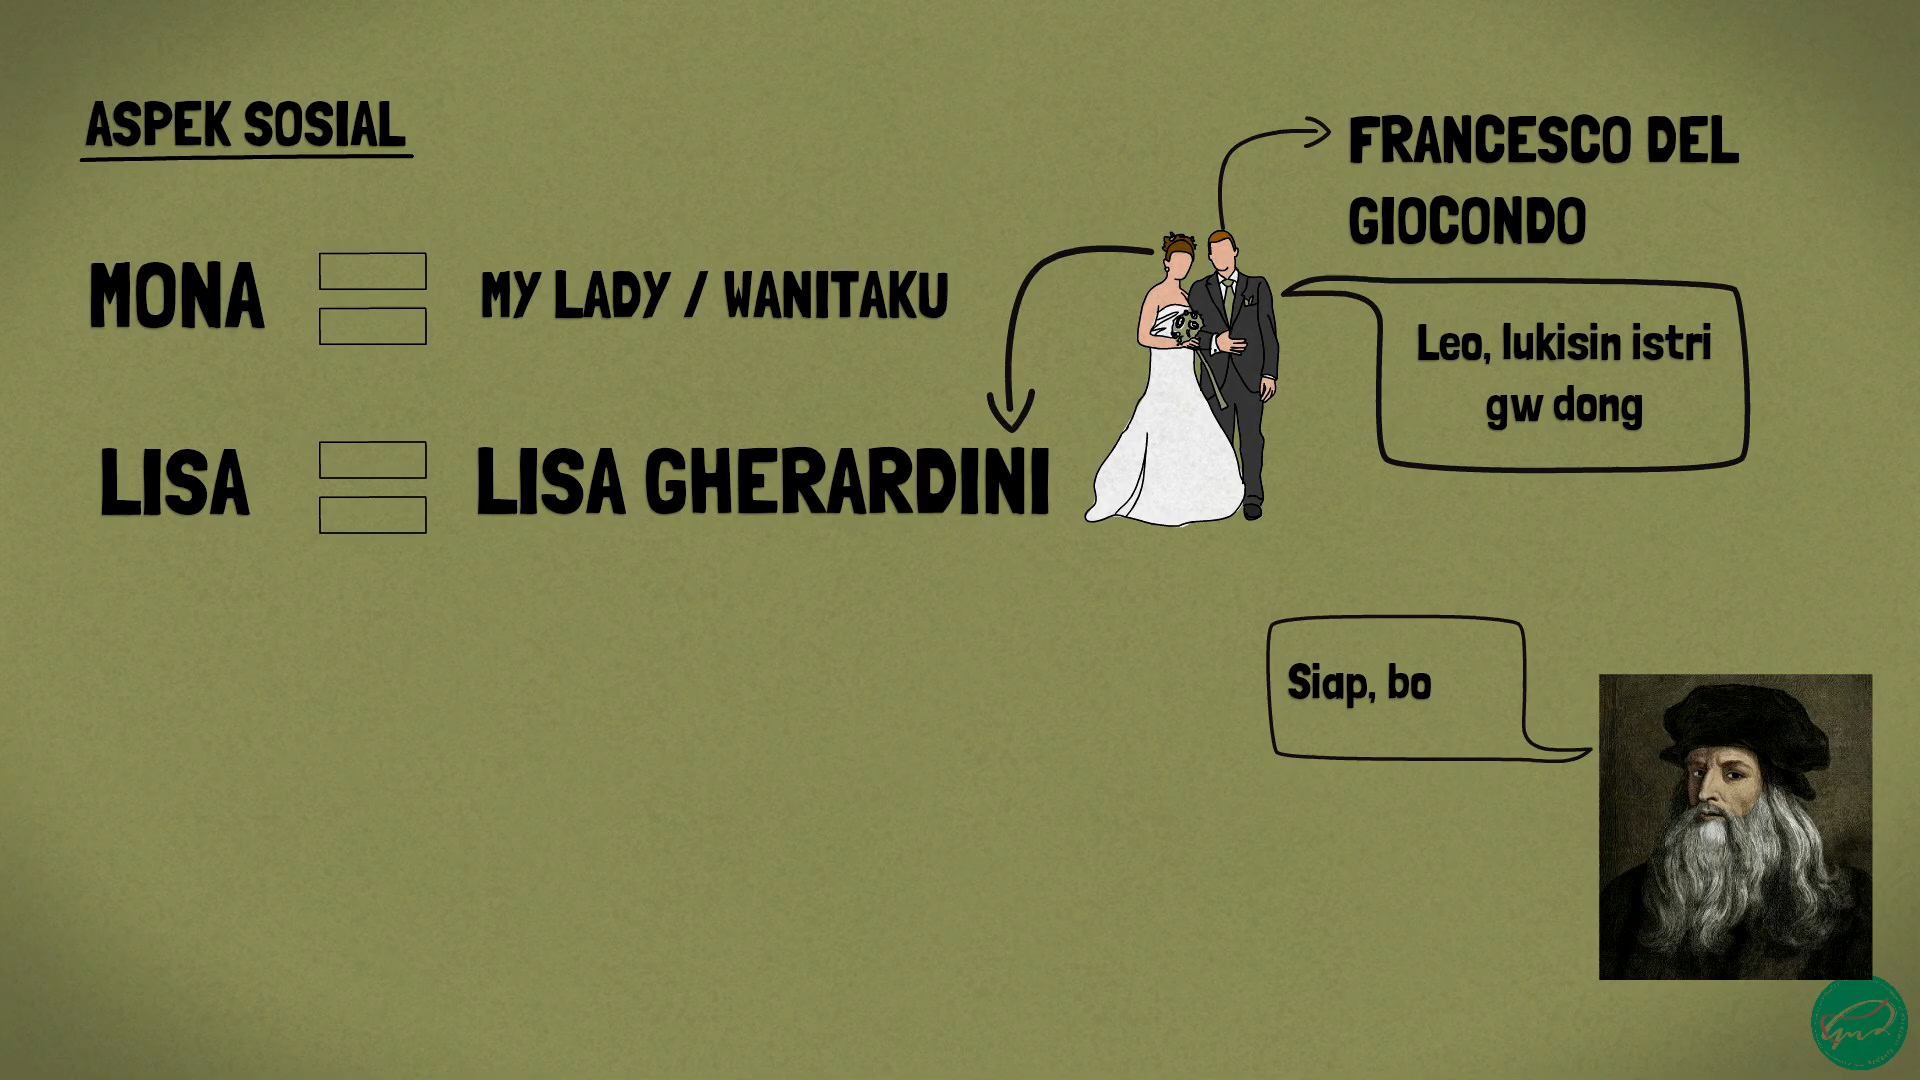 ASPEK SOSIAL
MONA
MY LADY / WANITAKU
LISA
LISA GHERARDINI
FRANCESCO DEL
GIOCONDO
Leo, lukisin istri
gw dong
Siap, bo